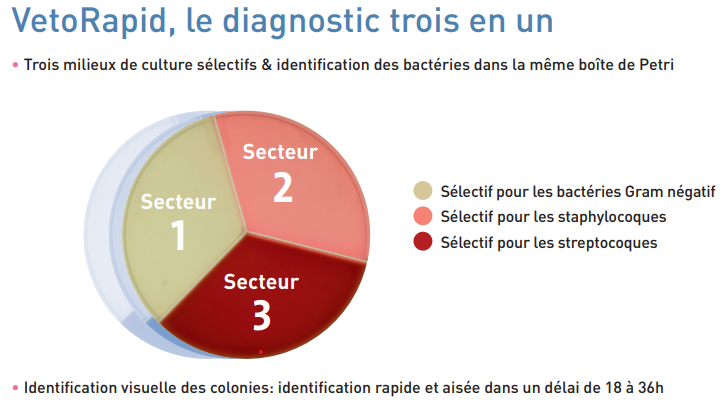 VetoRapid, le diagnostic trois en un
• Trois milieux de culture sélectifs & identification des bactéries dans la même boîte de Petri
Secteur
2
Secteur
1
Secteur
3
Sélectif pour les bactéries Gram négatif
Sélectif pour les staphylocoques
Sélectif pour les streptocoques
• Identification visuelle des colonies: identification rapide et aisée dans un délai de 18 à 36h